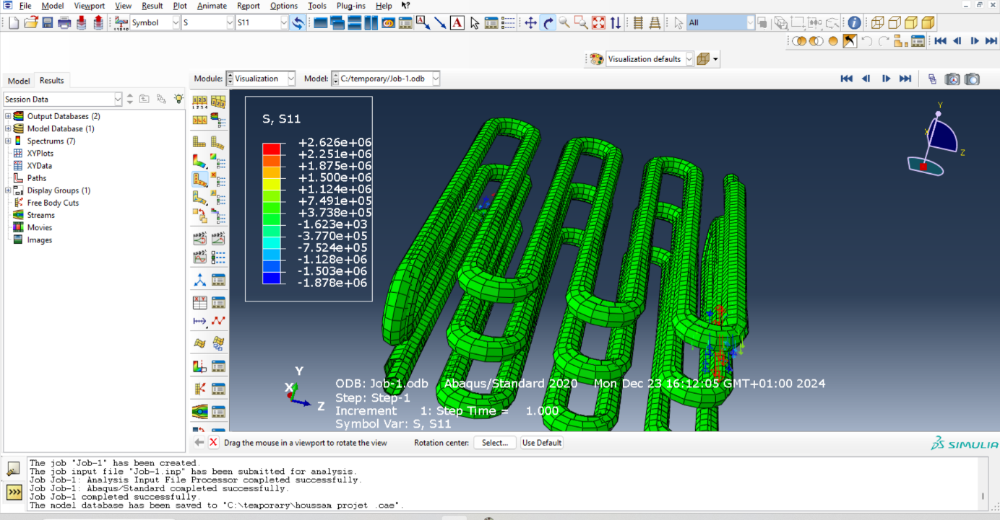 File Model Viewport View Result Plot Animate Report Options Tools Plug-ins Help
Symbol S S11 A All
Visualization defaults
Model Results Module: Visualization Model: C:/temporary/Job-1.odb
Session Data
Output Databases (2)
Model Database (1)
Spectrums (7)
XYPlots
XYData
Paths
Display Groups (1)
Free Body Cuts
Streams
Movies
Images
S, S11
+2.626e+06
+2.251e+06
+1.875e+06
+1.500e+06
+1.124e+06
+7.491e+05
+3.738e+05
-1.623e+03
-3.770e+05
-7.524e+05
-1.128e+06
-1.503e+06
-1.878e+06
Y
X
Z
Y
X
Z
ODB: Job-1.odb Abaqus/Standard 2020 Mon Dec 23 16:12:05 GMT+01:00 2024
Step: Step-1
Increment 1: Step Time = 1.000
Symbol Var: S, S11
Drag the mouse in a viewport to rotate the view Rotation center: Select... Use Default
SIMULIA
The job "Job-1" has been created.
The job input file "Job-1.inp" has been submitted for analysis.
Job Job-1: Analysis Input File Processor completed successfully.
Job Job-1: Abaqus/Standard completed successfully.
Job Job-1 completed successfully.
The model database has been saved to "C:\temporary\houssam projet .cae".